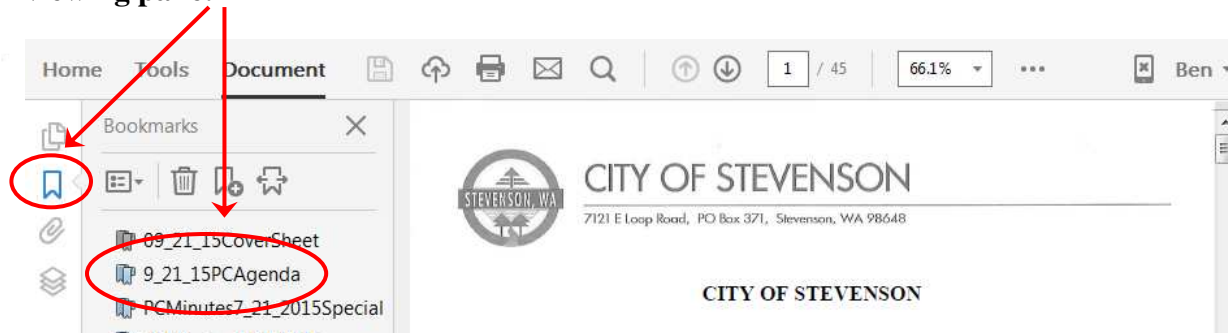 Home Tools Document 1 / 45 66.1% Ben
Bookmarks
STEVENSON, WA
CITY OF STEVENSON
7121 E Loop Road, PO Box 371, Stevenson, WA 98648
09_21_15CoverSheet
9_21_15PCAgenda
CITY OF STEVENSON
PCMinutes7_21_2015Special